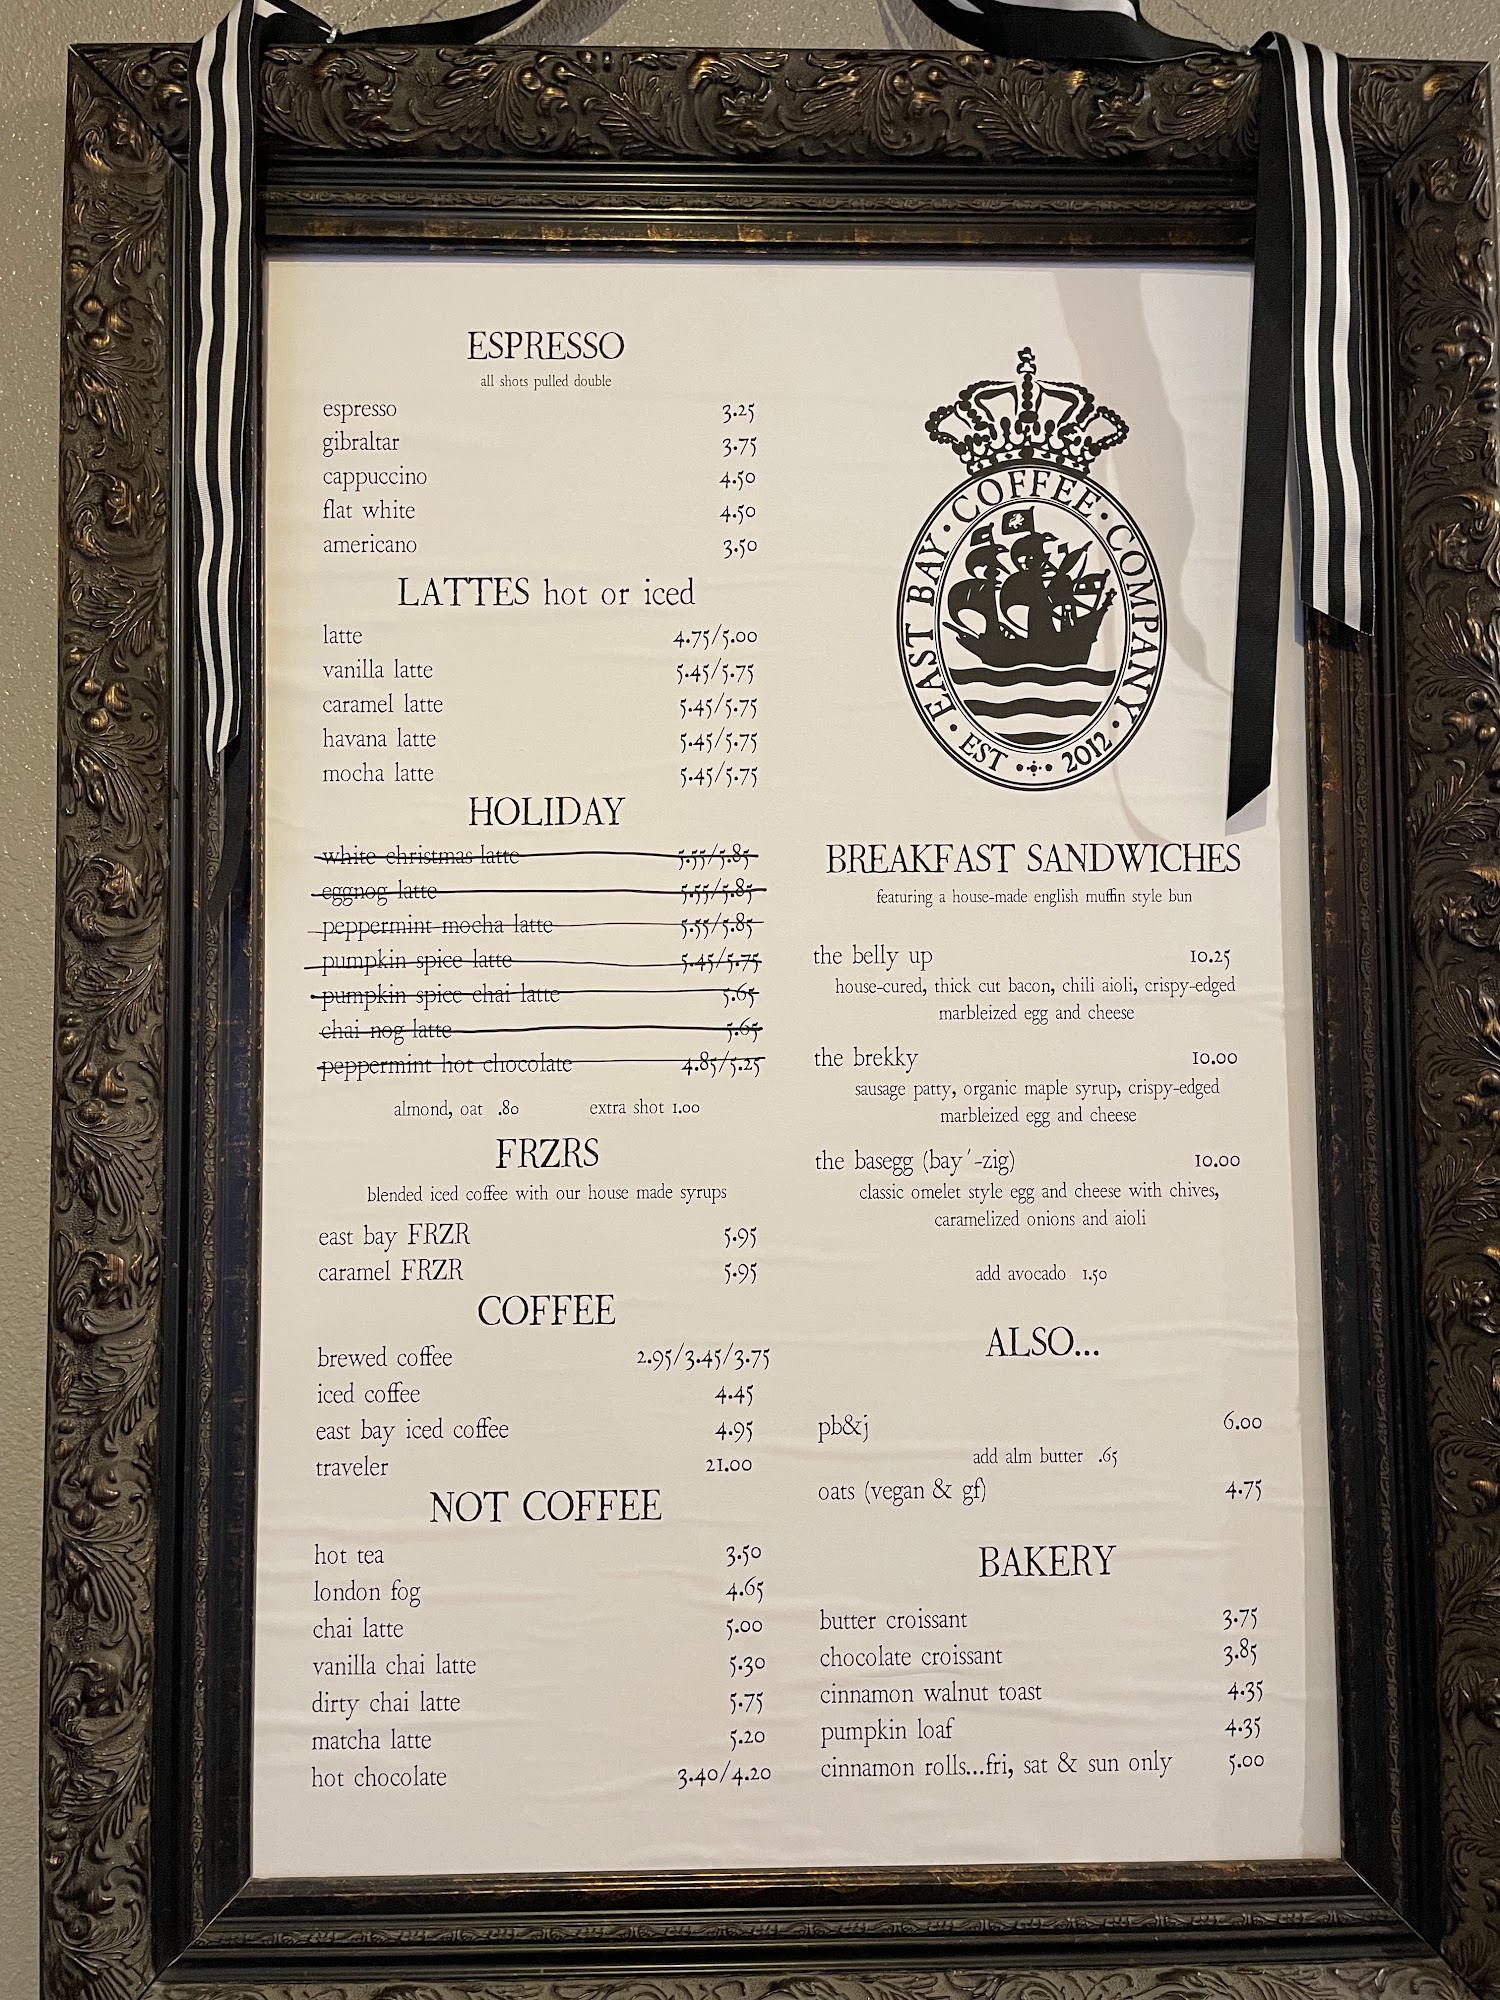 ESPRESSO
all shots pulled double
espresso 3.25
gibraltar 3.75
cappuccino 4.50
flat white 4.50
americano 3.50
LATTES hot or iced
latte 4.75/5.00
vanilla latte 5.45/5.75
caramel latte 5.45/5.75
havana latte 5.45/5.75
mocha latte 5.45/5.75
HOLIDAY
white christmas latte 5.55/5.85
eggnog latte 5.55/5.85
peppermint mocha latte 5.55/5.85
pumpkin spice latte 5.45/5.75
pumpkin spice chai latte 5.65
chai nog latte 5.65
peppermint hot chocolate 4.85/5.25
almond, oat .80 extra shot 1.00
FRZRS
blended iced coffee with our house made syrups
east bay FRZR 5.95
caramel FRZR 5.95
COFFEE
brewed coffee 2.95/3.45/3.75
iced coffee 4.45
east bay iced coffee 4.95
traveler 21.00
NOT COFFEE
hot tea 3.50
london fog 4.65
chai latte 5.00
vanilla chai latte 5.30
dirty chai latte 5.75
matcha latte 5.20
hot chocolate 3.40/4.20
EAST BAY · COFFEE · COMPANY
EST 2012
BREAKFAST SANDWICHES
featuring a house-made english muffin style bun
the belly up 10.25
house-cured, thick cut bacon, chili aioli, crispy-edged
marbleized egg and cheese
the brekky 10.00
sausage patty, organic maple syrup, crispy-edged
marbleized egg and cheese
the basegg (bay´-zig) 10.00
classic omelet style egg and cheese with chives,
caramelized onions and aioli
add avocado 1.50
ALSO...
pb&j 6.00
add alm butter .65
oats (vegan & gf) 4.75
BAKERY
butter croissant 3.75
chocolate croissant 3.85
cinnamon walnut toast 4.35
pumpkin loaf 4.35
cinnamon rolls...fri, sat & sun only 5.00